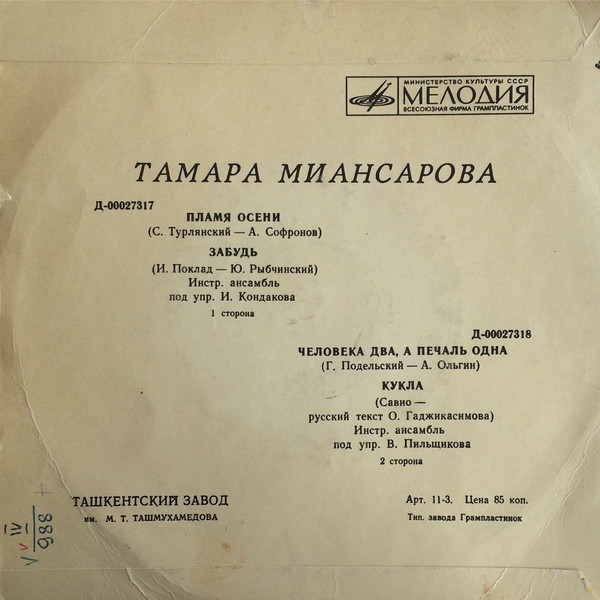 МИНИСТЕРСТВО КУЛЬТУРЫ СССР
МЕЛОДИЯ
ВСЕСОЮЗНАЯ ФИРМА ГРАМПЛАСТИНОК
ТАМАРА МИАНСАРОВА
Д-00027317
ПЛАМЯ ОСЕНИ
(С. Турлянский — А. Софронов)
ЗАБУДЬ
(И. Поклад — Ю. Рыбчинский)
Инстр. ансамбль
под упр. И. Кондакова
1 сторона
Д-00027318
ЧЕЛОВЕКА ДВА, А ПЕЧАЛЬ ОДНА
(Г. Подельский — А. Ольгин)
КУКЛА
(Савио —
русский текст О. Гаджикасимова)
Инстр. ансамбль
под упр. В. Пильщикова
2 сторона
ТАШКЕНТСКИЙ ЗАВОД
им. М. Т. ТАШМУХАМЕДОВА
Арт. 11-3. Цена 85 коп.
Тип. завода Грампластинок
IV
988